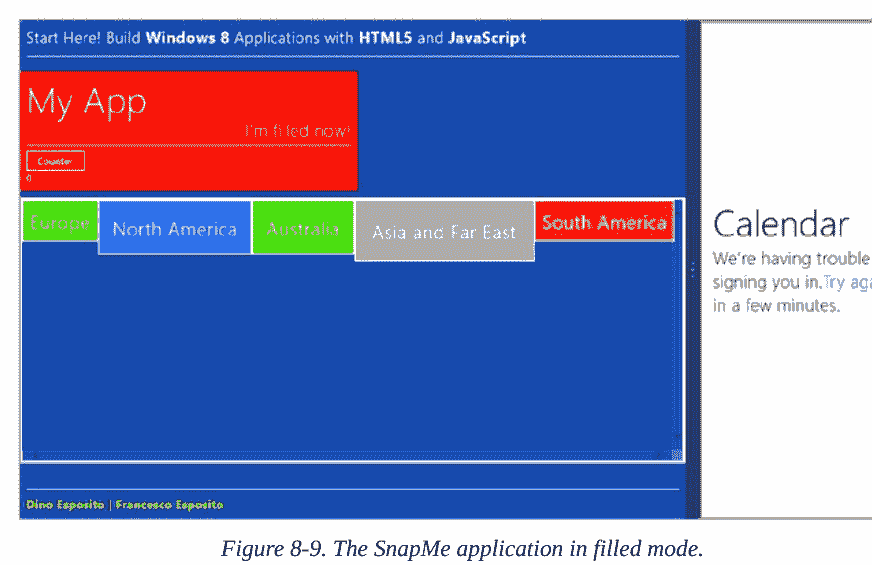 Start Here! Build Windows 8 Applications with HTML5 and JavaScript
My App
I'm filled now!
Counter
0
Europe
North America
Australia
Asia and Far East
South America
Calendar
We're having trouble
signing you in.Try aga
in a few minutes.
Dino Esposito | Francesco Esposito
Figure 8-9. The SnapMe application in filled mode.